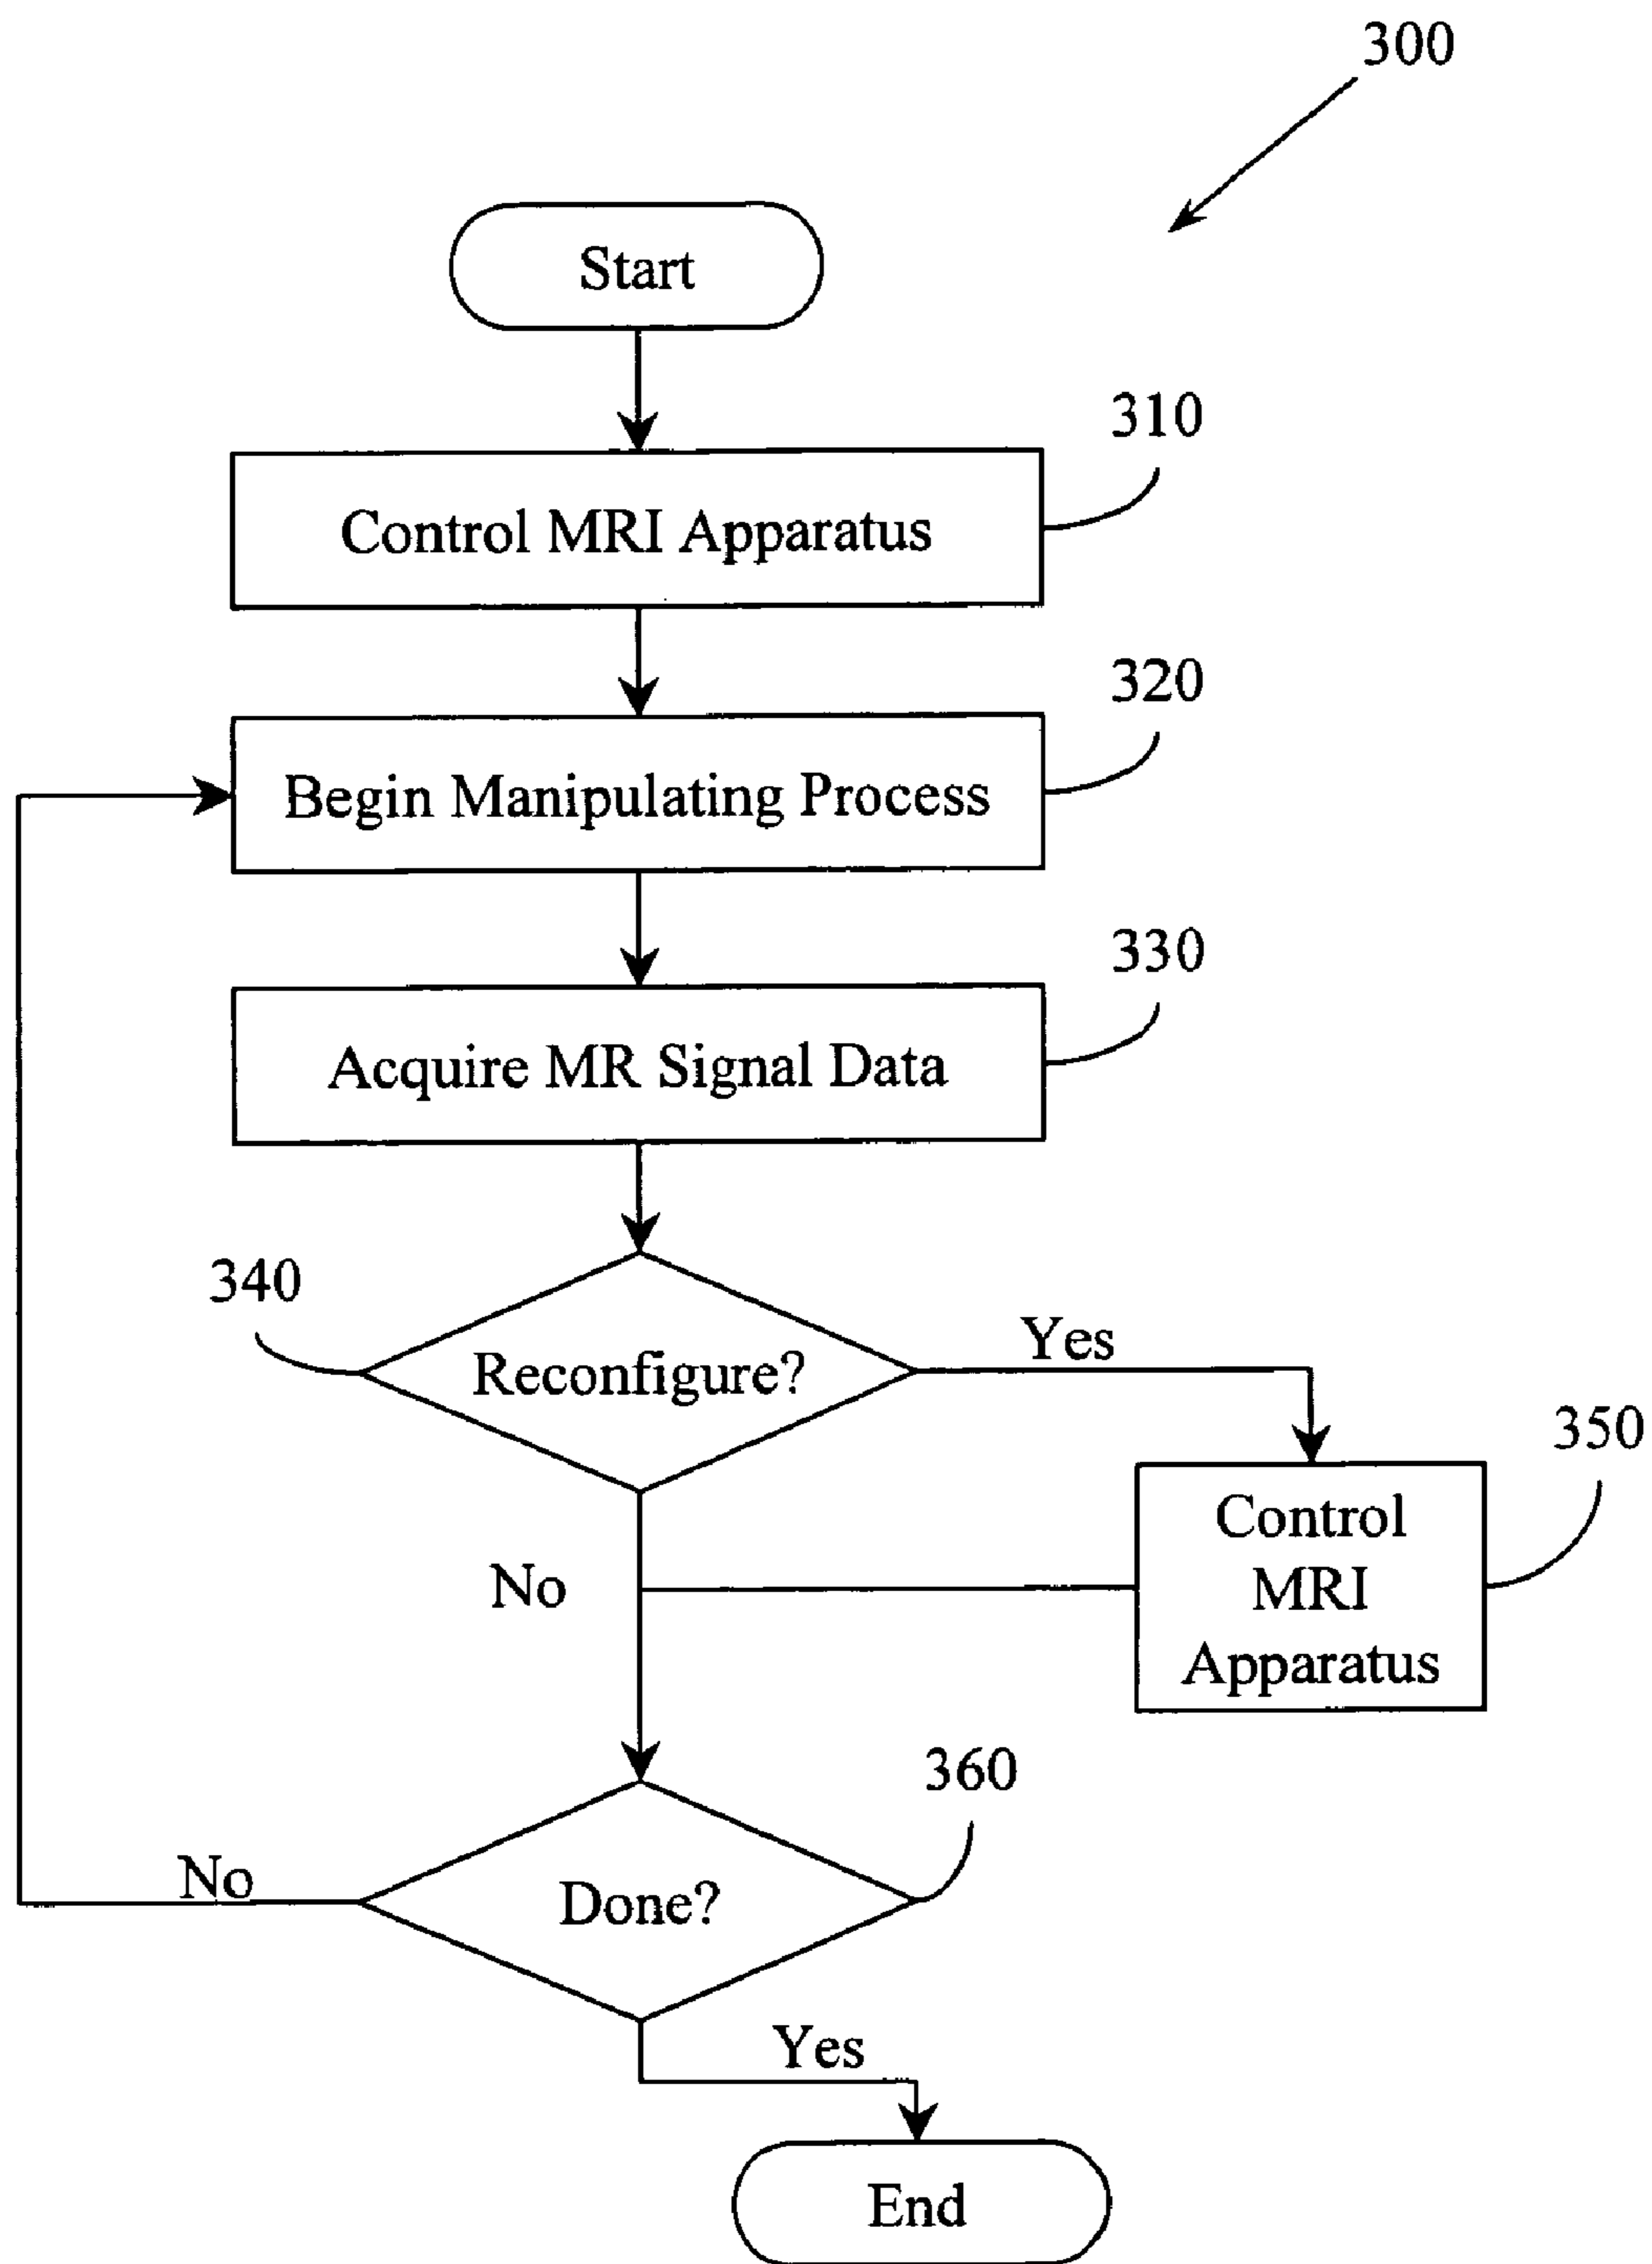 300
Start
310
Control MRI Apparatus
320
Begin Manipulating Process
330
Acquire MR Signal Data
340
Reconfigure?
Yes
350
Control
MRI
Apparatus
No
360
Done?
No
Yes
End